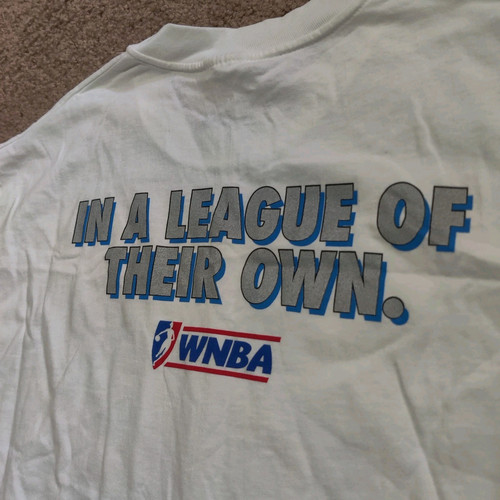 IN A LEAGUE OF
THEIR OWN.
WNBA